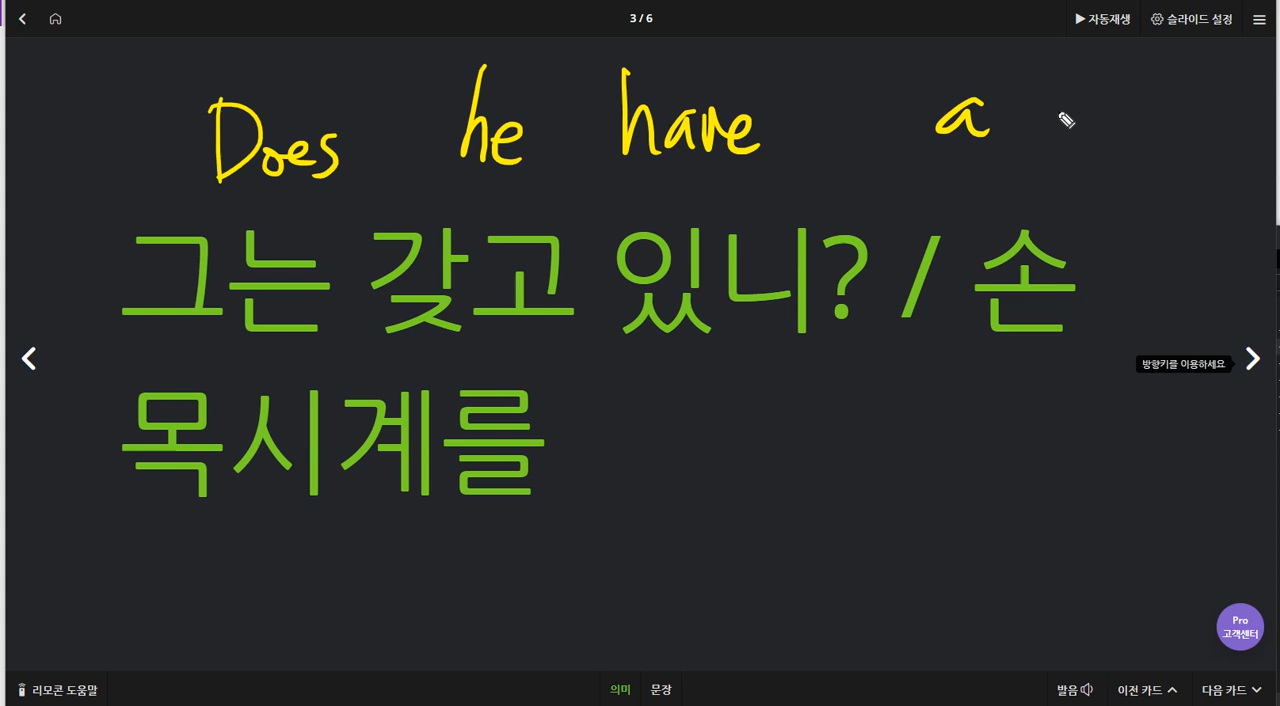 3 / 6
▶ 자동재생
슬라이드 설정
Does he have a
그는 갖고 있니? / 손
목시계를
방향키를 이용하세요
Pro
고객센터
리모콘 도움말
의미
문장
발음
이전 카드
다음 카드